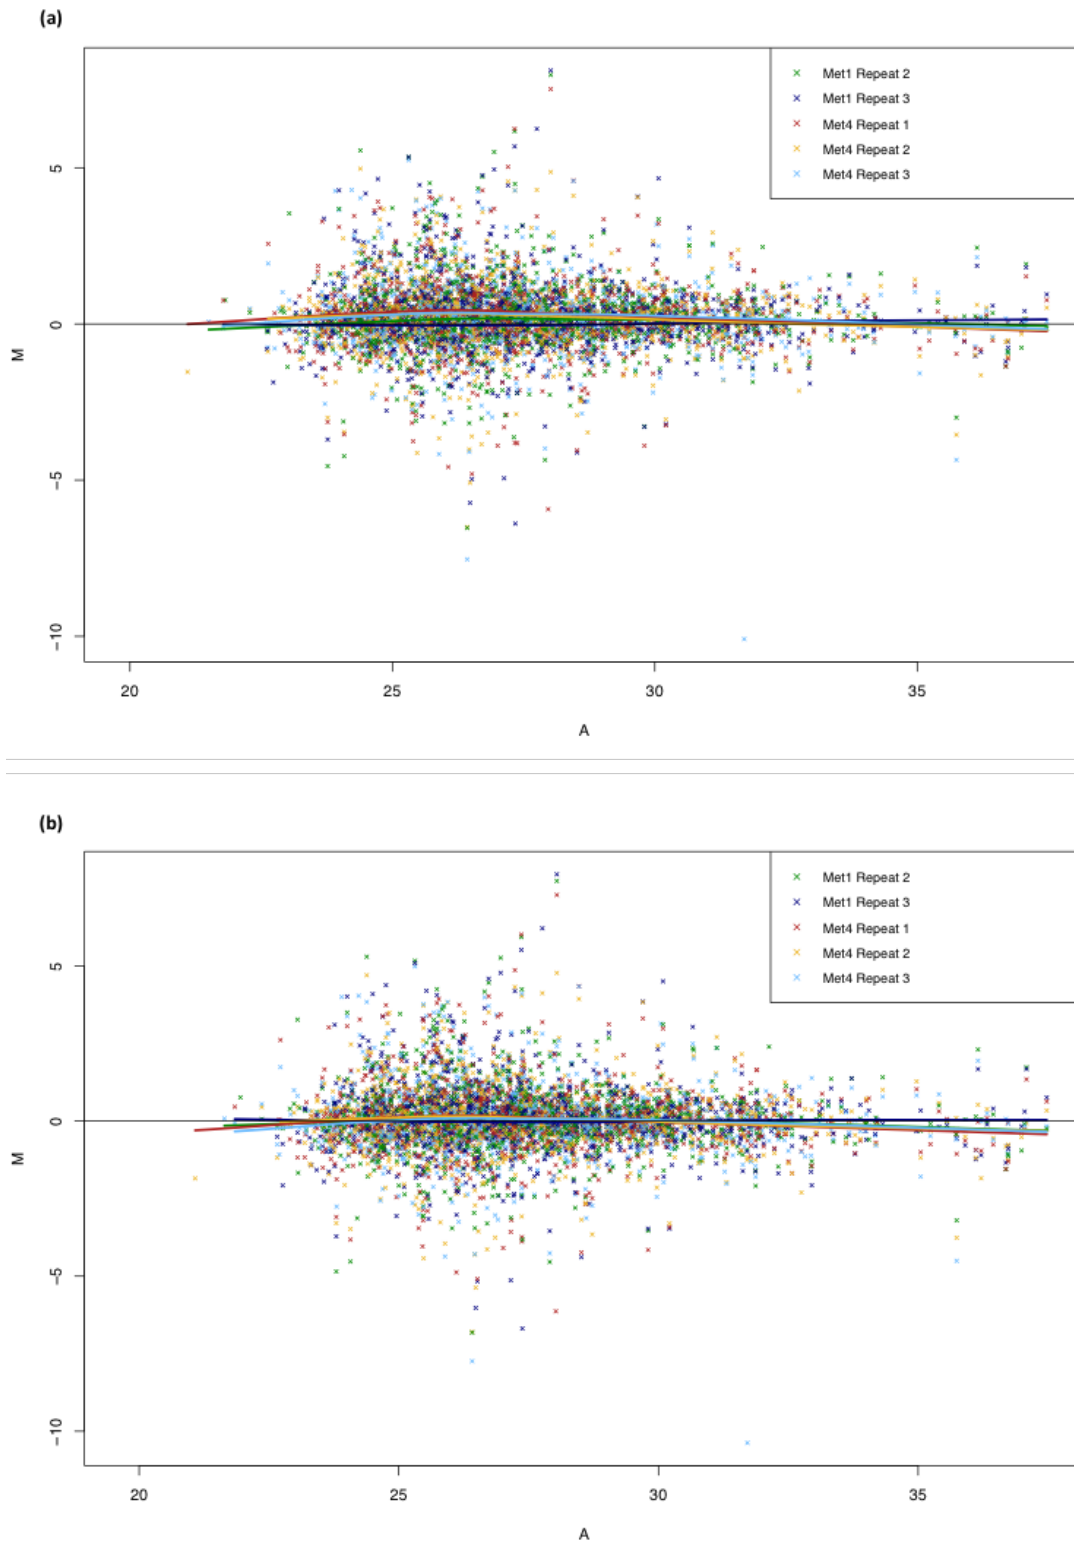 (a)
Met1 Repeat 2
Met1 Repeat 3
Met4 Repeat 1
Met4 Repeat 2
Met4 Repeat 3
5
0
−5
−10
M
20 25 30 35
A
(b)
Met1 Repeat 2
Met1 Repeat 3
Met4 Repeat 1
Met4 Repeat 2
Met4 Repeat 3
5
0
−5
−10
M
20 25 30 35
A